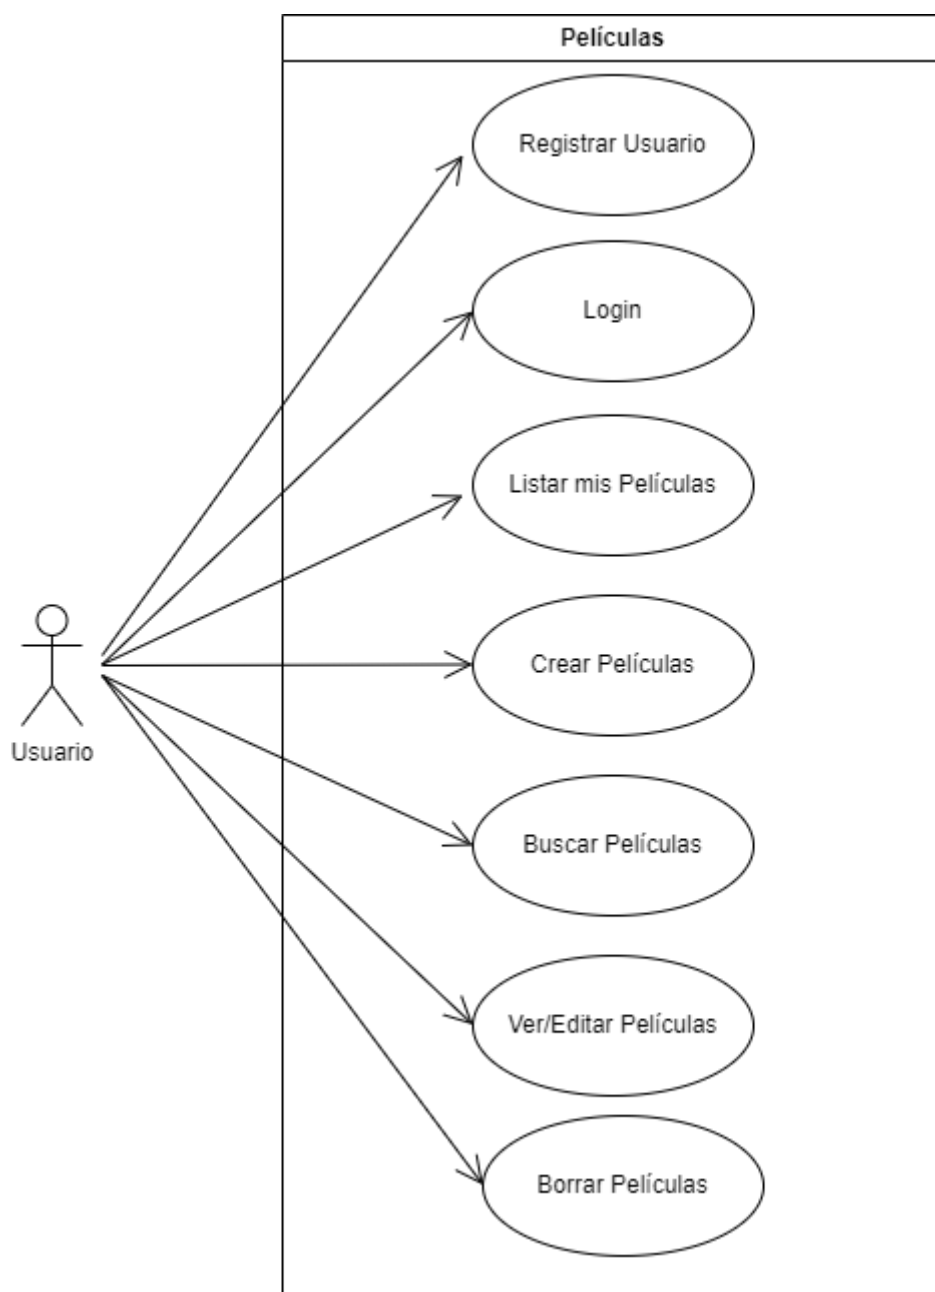 Películas
Registrar Usuario
Login
Listar mis Películas
Crear Películas
Usuario
Buscar Películas
Ver/Editar Películas
Borrar Películas